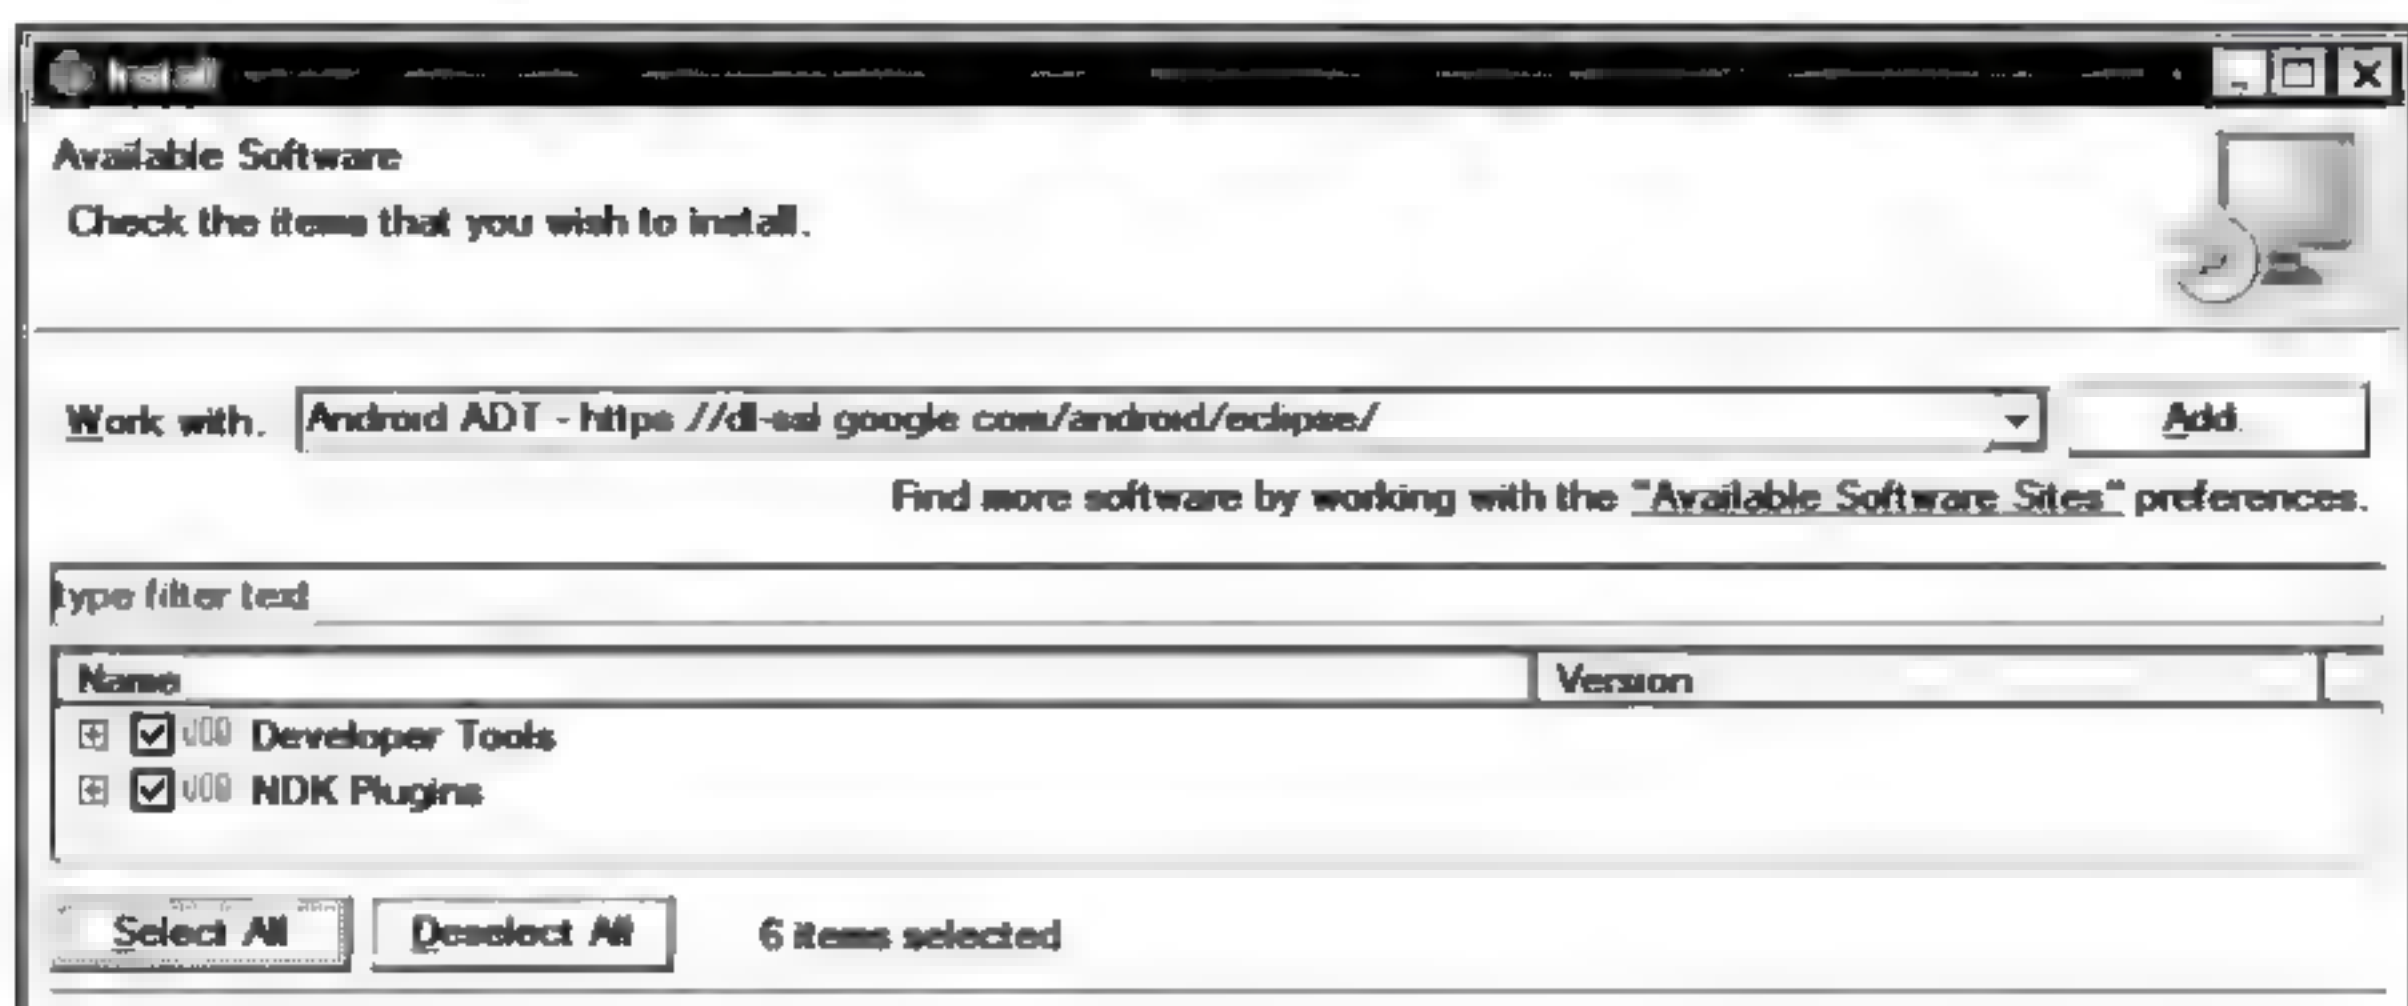 Install
Available Software
Check the items that you wish to install.
Work with. Android ADT - https //dl-ssl google com/android/eclipse/ Add.
Find more software by working with the "Available Software Sites" preferences.
type filter text
Name Version
Developer Tools
NDK Plugins
Select All Deselect All 6 items selected